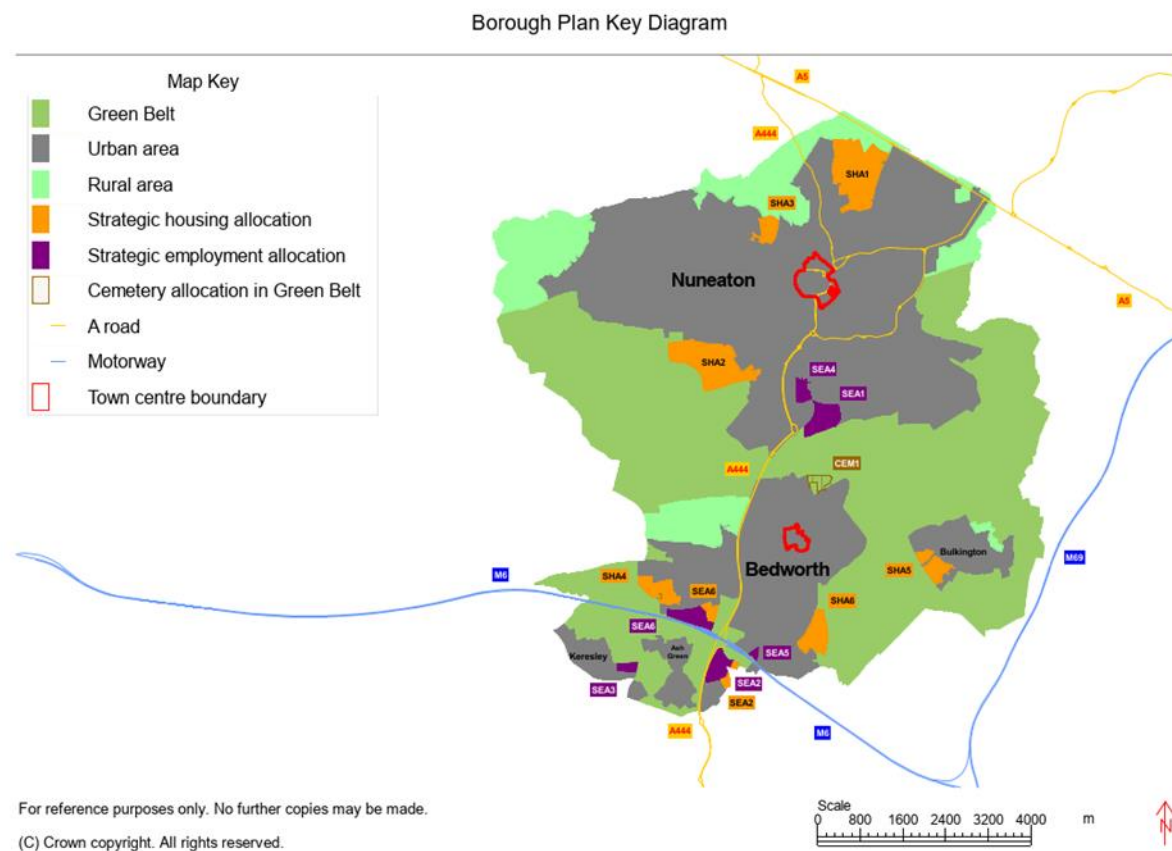 Borough Plan Key Diagram
Map Key
Green Belt
Urban area
Rural area
Strategic housing allocation
Strategic employment allocation
Cemetery allocation in Green Belt
A road
Motorway
Town centre boundary
A5
A444
SHA1
SHA3
Nuneaton
A5
SHA2
SEA4
SEA1
A444
CEM1
Bulkington
M69
Bedworth
SHA5
M6
SHA4
SEA6
SHA6
SEA6
Keresley
Ash
Green
SEA5
SEA3
SEA2
SEA2
A444
M6
For reference purposes only. No further copies may be made.
(C) Crown copyright. All rights reserved.
Scale
0 800 1600 2400 3200 4000 m
N